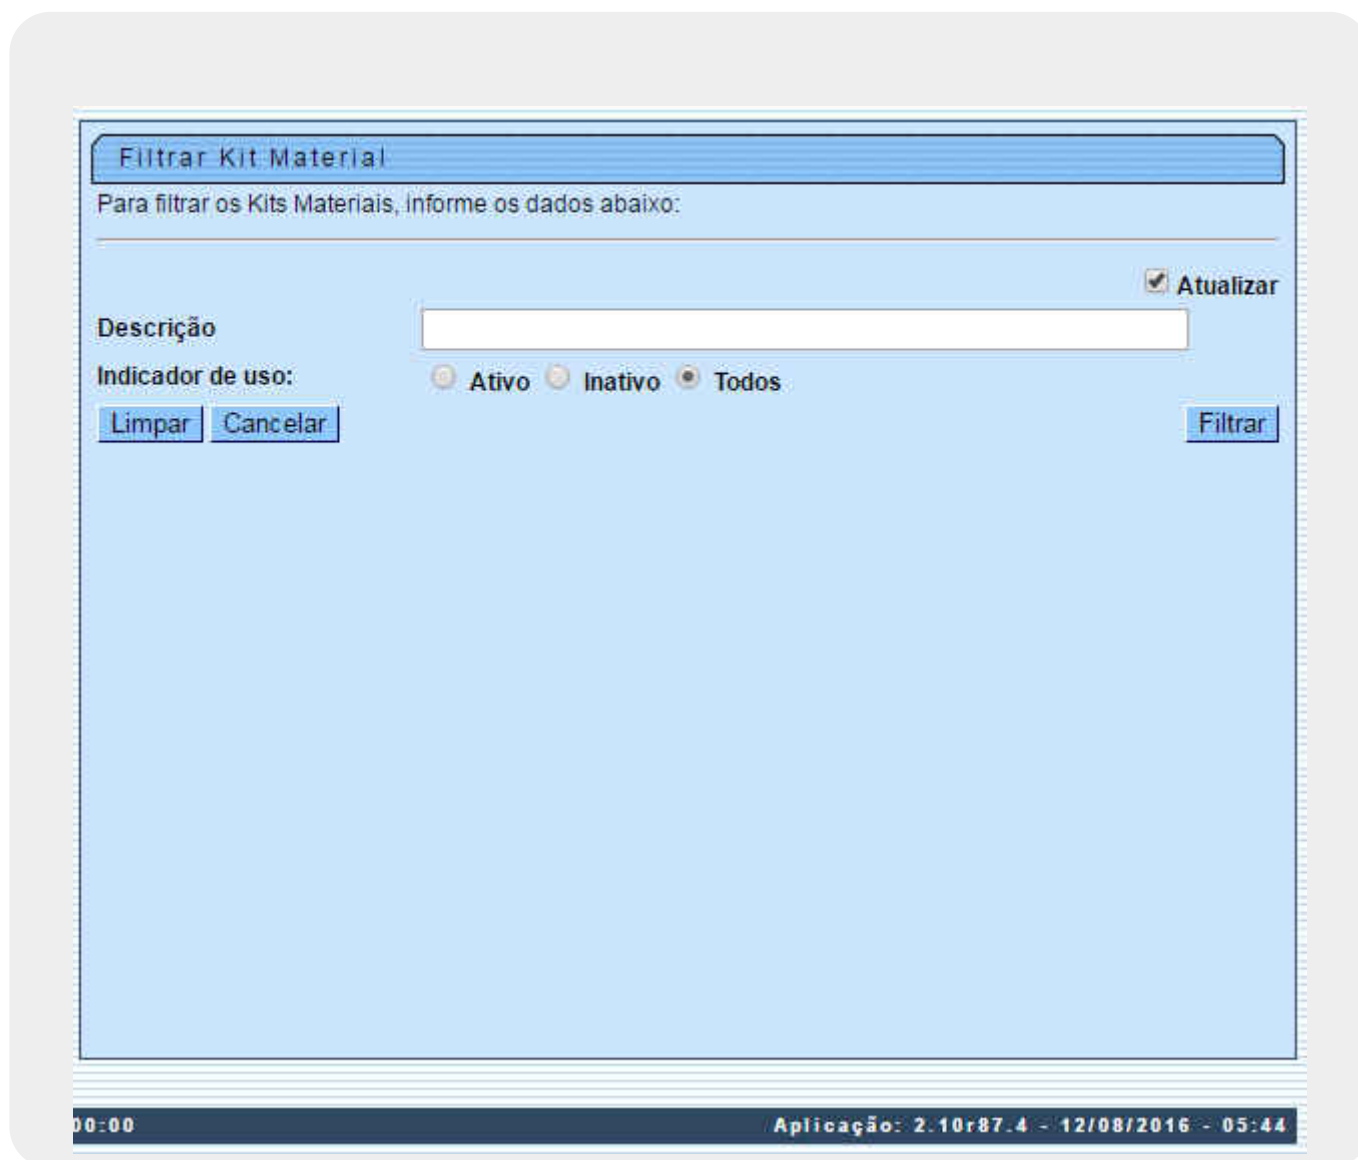 Filtrar Kit Material
Para filtrar os Kits Materiais, informe os dados abaixo:
Atualizar
Descrição
Indicador de uso: Ativo Inativo Todos
Limpar Cancelar Filtrar
00:00 Aplicação: 2.10r87.4 - 12/08/2016 - 05:44